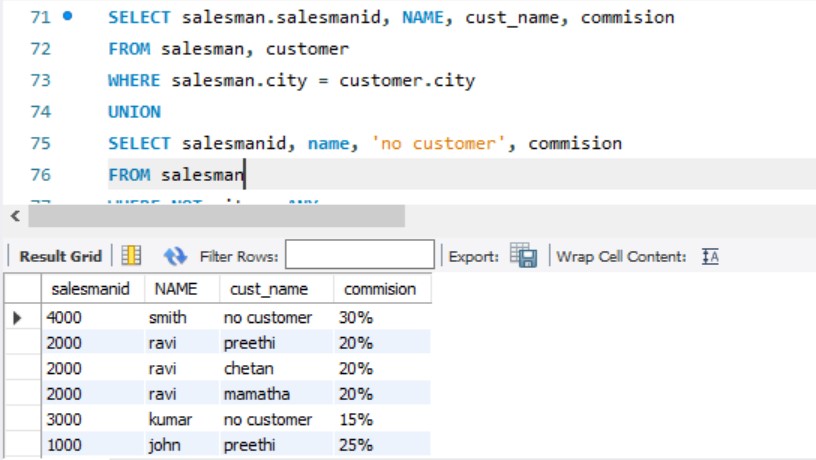 71 SELECT salesman.salesmanid, NAME, cust_name, commision
72 FROM salesman, customer
73 WHERE salesman.city = customer.city
74 UNION
75 SELECT salesmanid, name, 'no customer', commision
76 FROM salesman
Result Grid Filter Rows: Export: Wrap Cell Content:
salesmanid NAME cust_name commision
4000 smith no customer 30%
2000 ravi preethi 20%
2000 ravi chetan 20%
2000 ravi mamatha 20%
3000 kumar no customer 15%
1000 john preethi 25%